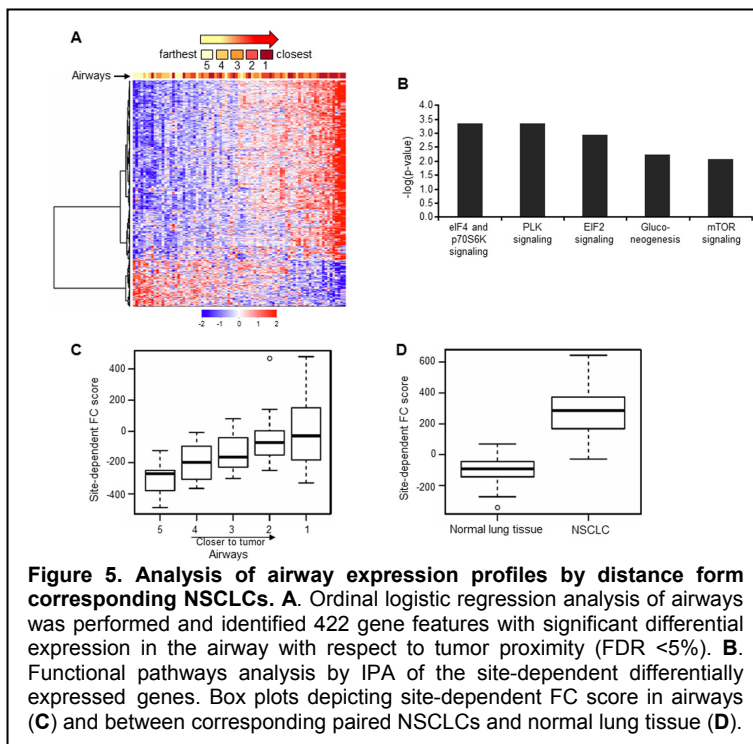 A
farthest closest
5 4 3 2 1
Airways
-2 -1 0 1 2
B
-log(p-value)
4.0
3.5
3.0
2.5
2.0
1.5
1.0
0.5
0.0
eIF4 and p70S6K signaling
PLK signaling
EIF2 signaling
Gluco-neogenesis
mTOR signaling
C
Site-dependent FC score
400
200
0
-200
-400
5 4 3 2 1
Closer to tumor
Airways
D
Site-dependent FC score
600
400
200
0
-200
Normal lung tissue NSCLC
Figure 5. Analysis of airway expression profiles by distance form
corresponding NSCLCs. A. Ordinal logistic regression analysis of airways
was performed and identified 422 gene features with significant differential
expression in the airway with respect to tumor proximity (FDR <5%). B.
Functional pathways analysis by IPA of the site-dependent differentially
expressed genes. Box plots depicting site-dependent FC score in airways
(C) and between corresponding paired NSCLCs and normal lung tissue (D).